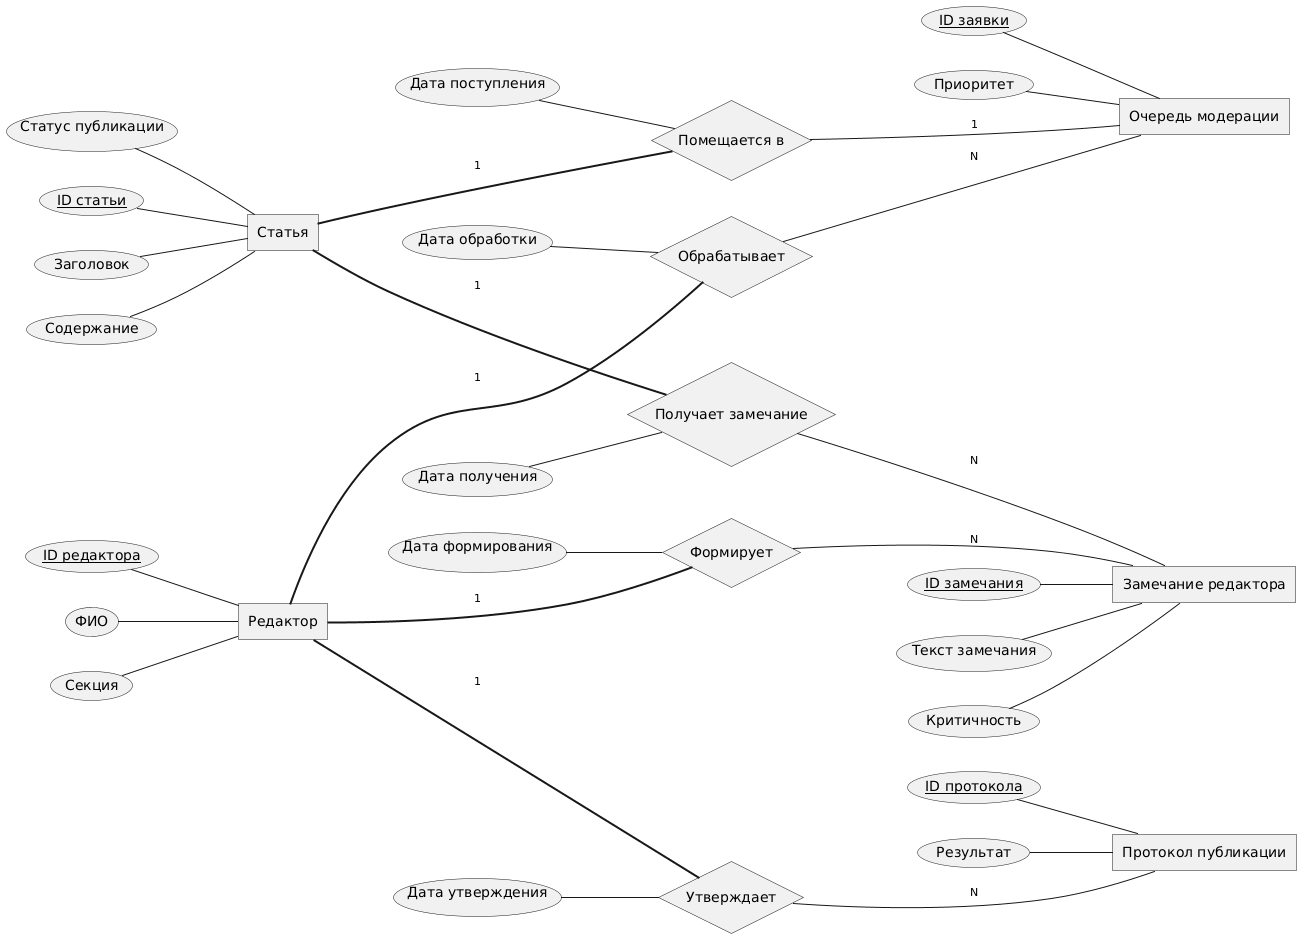 ID заявки
Дата поступления
Приоритет
Очередь модерации
Статус публикации
1
Помещается в
N
1
ID статьи
Статья
Дата обработки
Обрабатывает
Заголовок
1
Содержание
1
Получает замечание
N
Дата получения
N
Дата формирования
Формирует
ID редактора
ID замечания
Замечание редактора
1
ФИО
Редактор
Текст замечания
Секция
1
Критичность
ID протокола
Результат
Протокол публикации
N
Дата утверждения
Утверждает